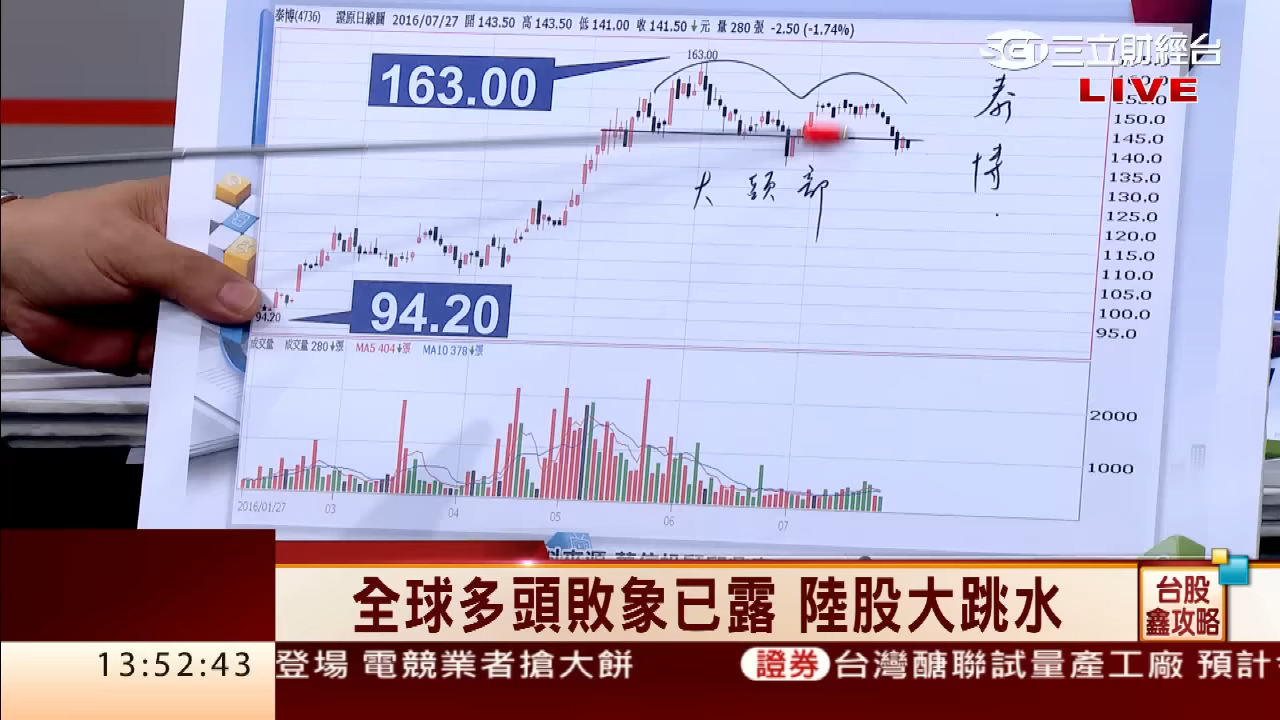 泰博(4736) 還原日線圖 2016/07/27 開 143.50 高 143.50 低 141.00 收 141.50↓元 量 280 張 -2.50 (-1.74%)
三立財經台
LIVE
163.00
163.00
泰博
大頭部
155.0
150.0
145.0
140.0
135.0
130.0
125.0
120.0
115.0
110.0
105.0
100.0
95.0
94.20
94.20
成交量 成交量 280↓張 MA5 404↓張 MA10 378↓張
2000
1000
2016/01/27 03 04 05 06 07
全球多頭敗象已露 陸股大跳水
台股
鑫攻略
13:52:43
登場 電競業者搶大餅 證券 台灣醣聯試量產工廠 預計